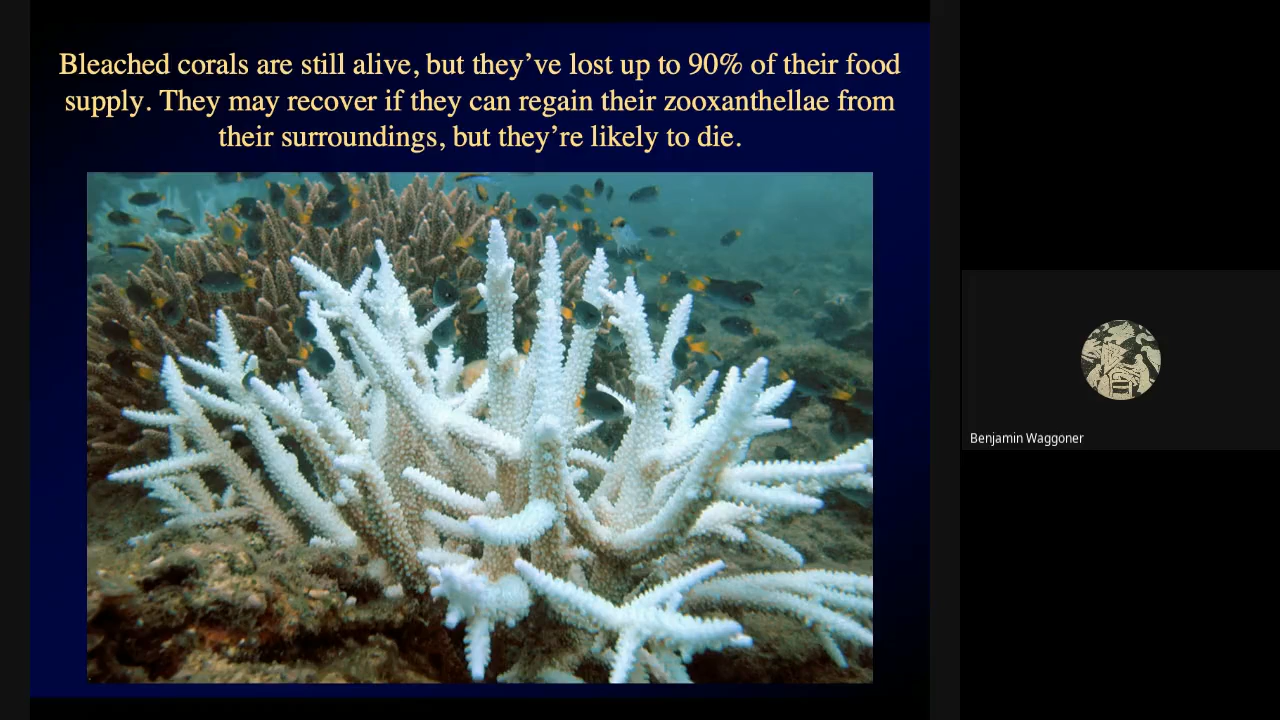 Bleached corals are still alive, but they’ve lost up to 90% of their food
supply. They may recover if they can regain their zooxanthellae from
their surroundings, but they’re likely to die.
Benjamin Waggoner